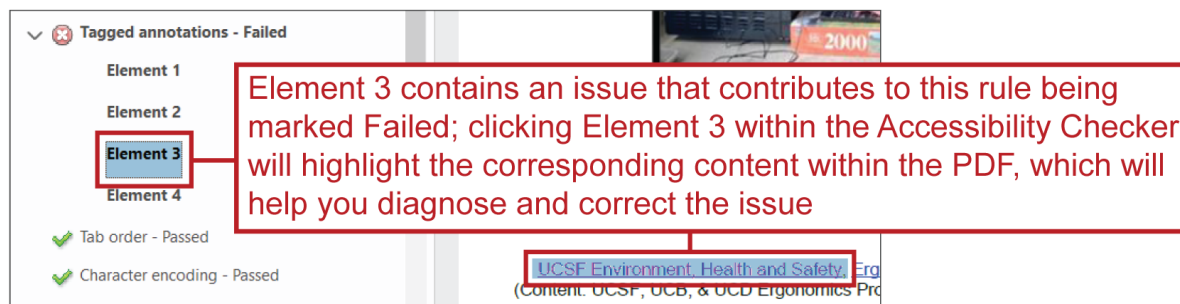 Tagged annotations - Failed
2000
Element 1
Element 2
Element 3
Element 4
Element 3 contains an issue that contributes to this rule being
marked Failed; clicking Element 3 within the Accessibility Checker
will highlight the corresponding content within the PDF, which will
help you diagnose and correct the issue
Tab order - Passed
Character encoding - Passed
UCSF Environment, Health and Safety, Erg
(Content: UCSF, UCB, & UCD Ergonomics Pro